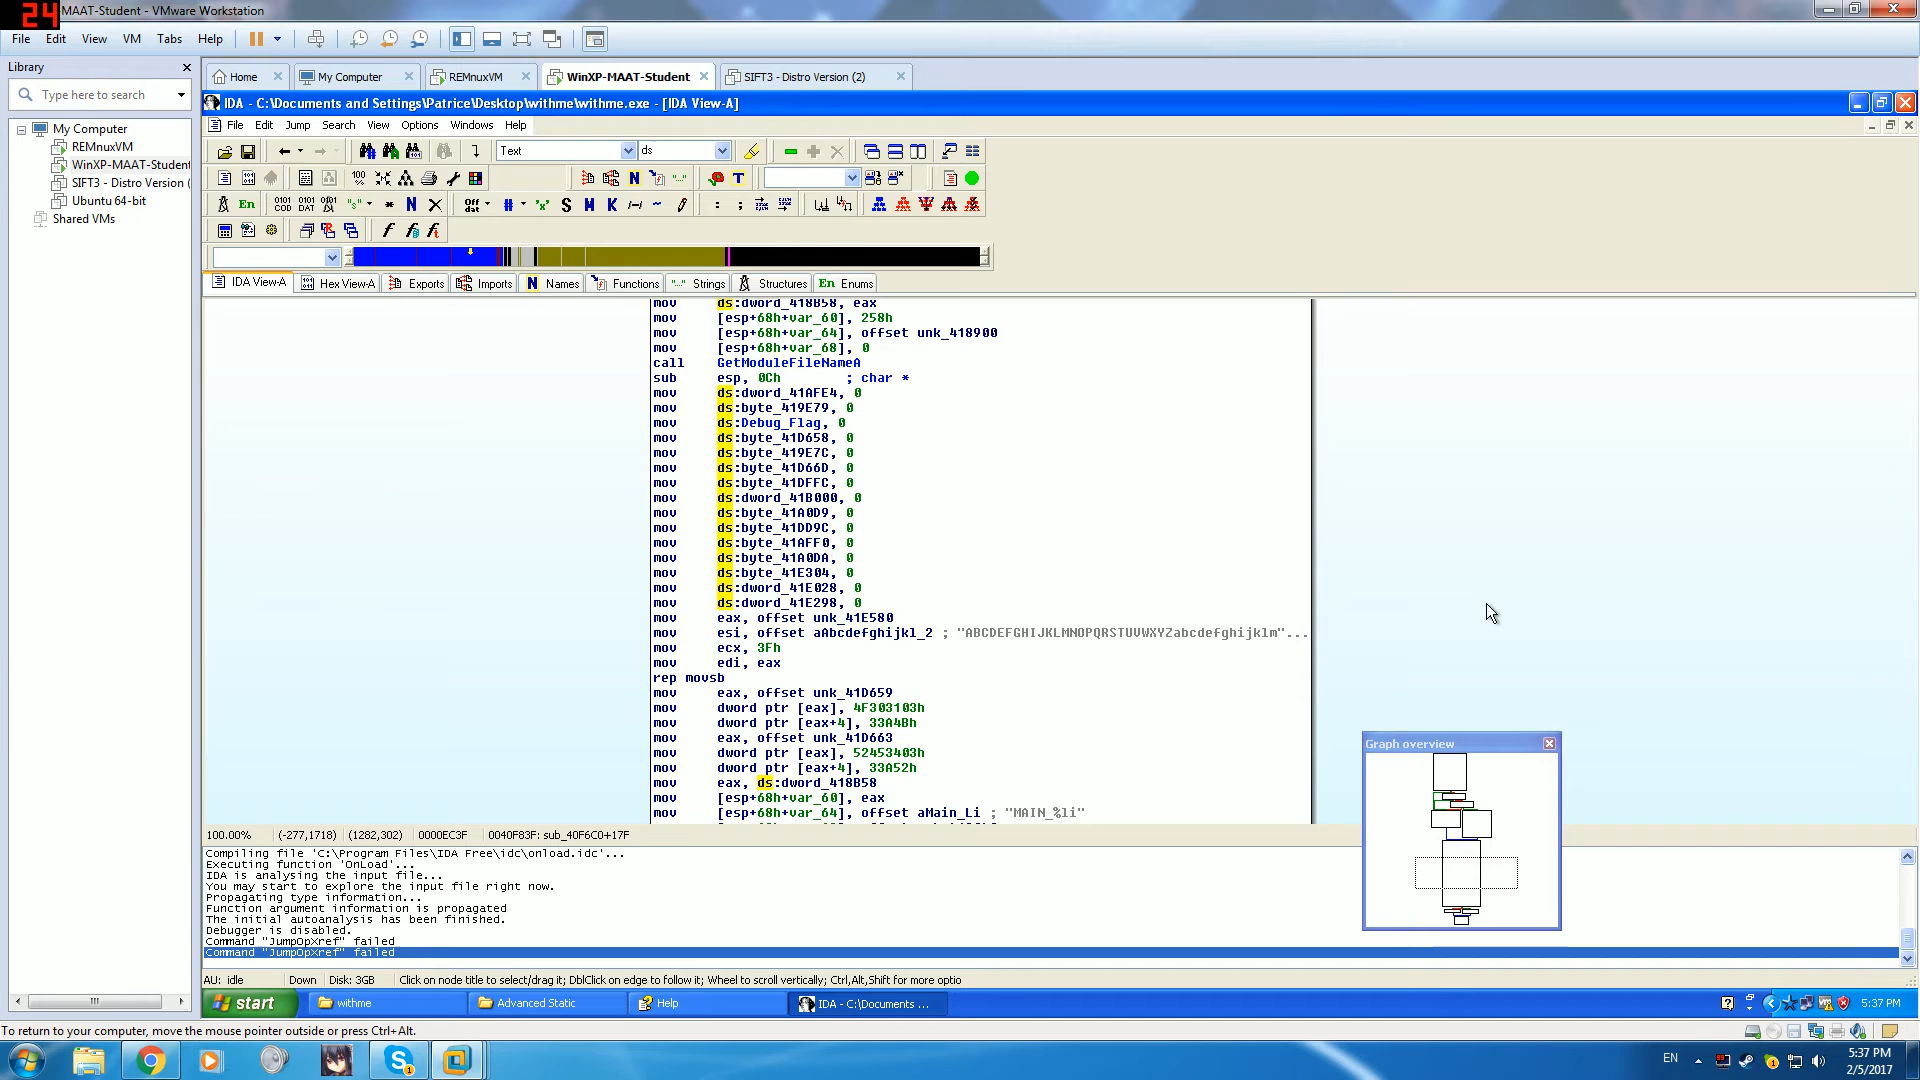 24
MAAT-Student - VMware Workstation
File Edit View VM Tabs Help
Library
Type here to search
My Computer
REMnuxVM
WinXP-MAAT-Student
SIFT3 - Distro Version (
Ubuntu 64-bit
Shared VMs
Home My Computer REMnuxVM WinXP-MAAT-Student SIFT3 - Distro Version (2)
IDA - C:\Documents and Settings\Patrice\Desktop\withme\withme.exe - [IDA View-A]
File Edit Jump Search View Options Windows Help
Text ds
IDA View-A Hex View-A Exports Imports Names Functions Strings Structures En Enums
mov ds:dword_418B58, eax
mov [esp+68h+var_60], 258h
mov [esp+68h+var_64], offset unk_418900
mov [esp+68h+var_68], 0
call GetModuleFileNameA
sub esp, 0Ch ; char *
mov ds:dword_41AFE4, 0
mov ds:byte_419E79, 0
mov ds:Debug_Flag, 0
mov ds:byte_41D658, 0
mov ds:byte_419E7C, 0
mov ds:byte_41D66D, 0
mov ds:byte_41DFFC, 0
mov ds:dword_41B000, 0
mov ds:byte_41A0D9, 0
mov ds:byte_41DD9C, 0
mov ds:byte_41AFF0, 0
mov ds:byte_41A0DA, 0
mov ds:byte_41E304, 0
mov ds:dword_41E028, 0
mov ds:dword_41E298, 0
mov eax, offset unk_41E580
mov esi, offset aAbcdefghijkl_2 ; "ABCDEFGHIJKLMNOPQRSTUVWXYZabcdefghijklm"...
mov ecx, 3Fh
mov edi, eax
rep movsb
mov eax, offset unk_41D659
mov dword ptr [eax], 4F303103h
mov dword ptr [eax+4], 33A4Bh
mov eax, offset unk_41D663
mov dword ptr [eax], 52453403h
mov dword ptr [eax+4], 33A52h
mov eax, ds:dword_418B58
mov [esp+68h+var_60], eax
mov [esp+68h+var_64], offset aMain_Li ; "MAIN_%li"
Graph overview
100.00% (-277,1718) (1282,302) 0000EC3F 0040F83F: sub_40F6C0+17F
Compiling file 'C:\Program Files\IDA Free\idc\onload.idc'...
Executing function 'OnLoad'...
IDA is analysing the input file...
You may start to explore the input file right now.
Propagating type information...
Function argument information is propagated
The initial autoanalysis has been finished.
Debugger is disabled.
Command "JumpOpXref" failed
Command "JumpOpXref" failed
AU: idle Down Disk: 3GB Click on node title to select/drag it; DblClick on edge to follow it; Wheel to scroll vertically; Ctrl,Alt,Shift for more optio
start withme Advanced Static Help IDA - C:\Documents ... 5:37 PM
To return to your computer, move the mouse pointer outside or press Ctrl+Alt.
EN 5:37 PM
2/5/2017